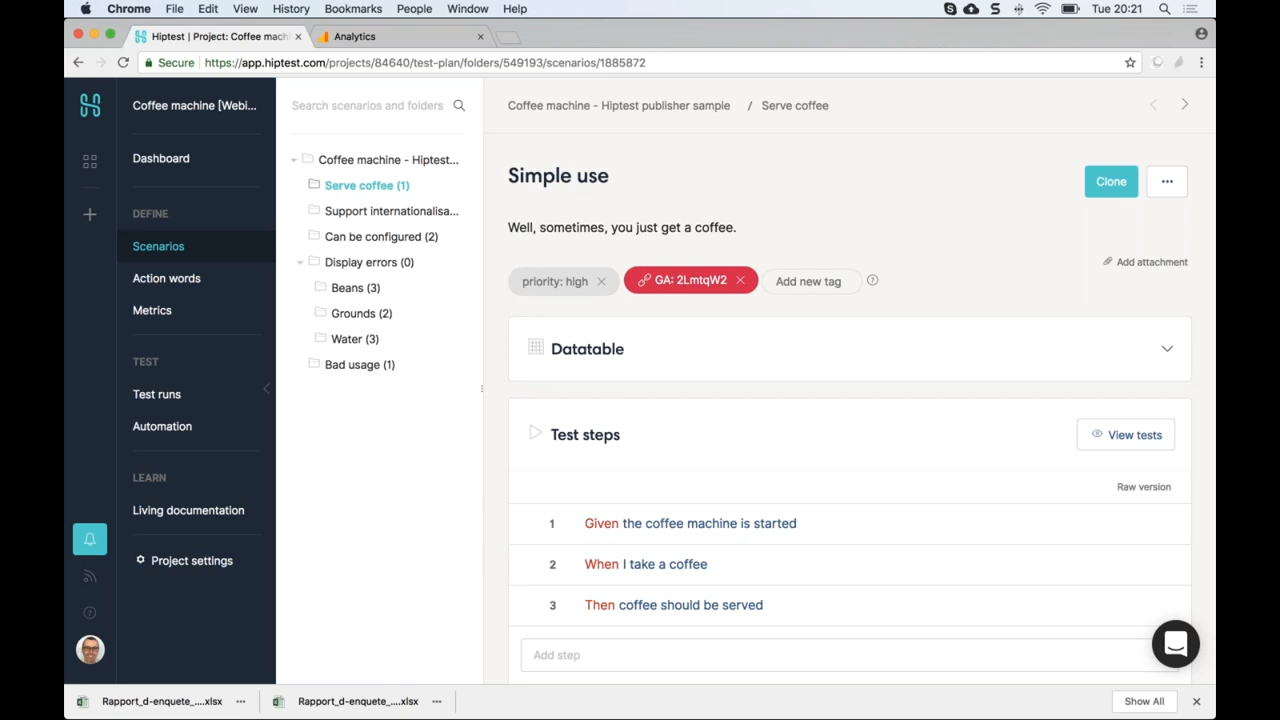 Chrome File Edit View History Bookmarks People Window Help Tue 20:21
Hiptest | Project: Coffee mach Analytics
Secure https://app.hiptest.com/projects/84640/test-plan/folders/549193/scenarios/1885872
Coffee machine [Webi...
Dashboard
DEFINE
Scenarios
Action words
Metrics
TEST
Test runs
Automation
LEARN
Living documentation
Project settings
Search scenarios and folders
Coffee machine - Hiptest...
Serve coffee (1)
Support internationalisa...
Can be configured (2)
Display errors (0)
Beans (3)
Grounds (2)
Water (3)
Bad usage (1)
Coffee machine - Hiptest publisher sample / Serve coffee
Simple use
Clone
Well, sometimes, you just get a coffee.
Add attachment
priority: high GA: 2LmtqW2 Add new tag
Datatable
Test steps
View tests
Raw version
1 Given the coffee machine is started
2 When I take a coffee
3 Then coffee should be served
Add step
Rapport_d-enquete_....xlsx Rapport_d-enquete_....xlsx Show All